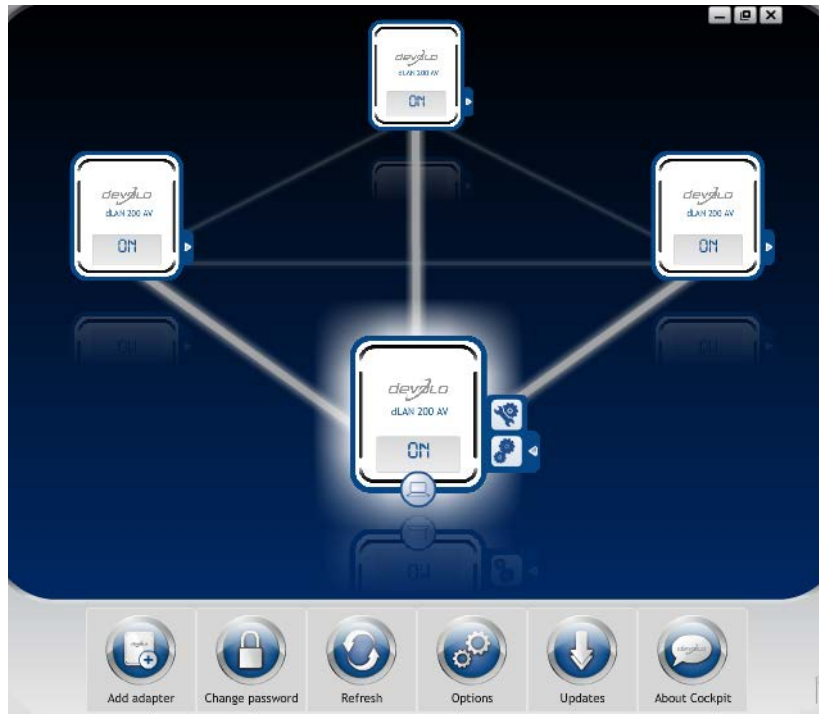 devolo
dLAN 200 AV
ON
devolo
dLAN 200 AV
ON
devolo
dLAN 200 AV
ON
devolo
dLAN 200 AV
ON
Add adapter
Change password
Refresh
Options
Updates
About Cockpit